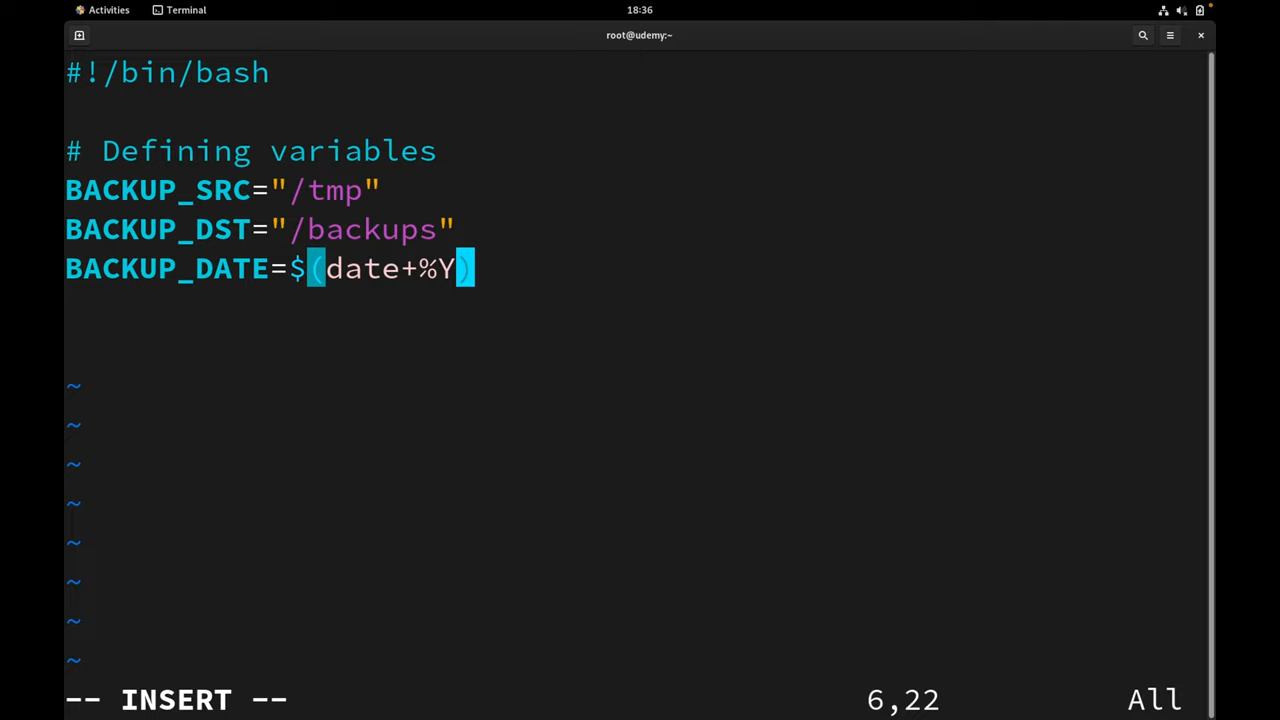 Activities Terminal 18:36
root@udemy:~
#!/bin/bash
# Defining variables
BACKUP_SRC="/tmp"
BACKUP_DST="/backups"
BACKUP_DATE=$(date+%Y)
~
~
~
~
~
~
~
~
-- INSERT -- 6,22 All